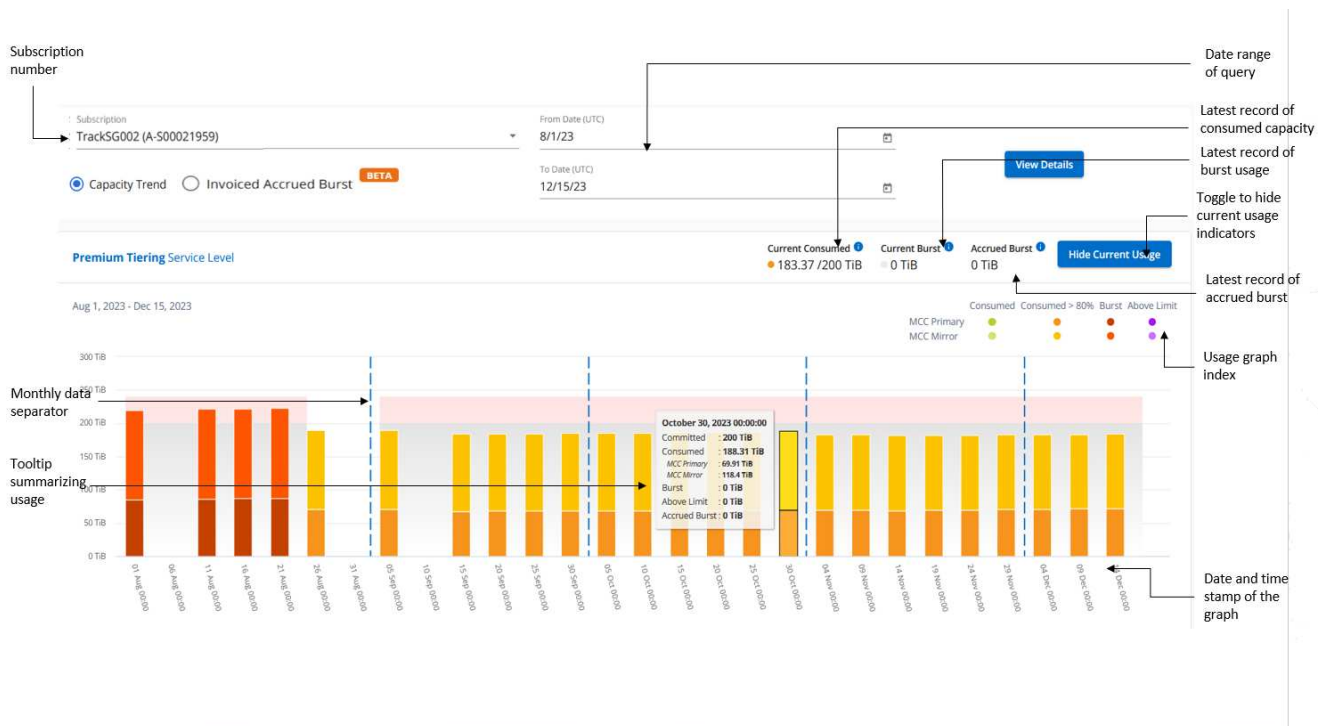 Subscription
number
Date range
of query
Latest record of
consumed capacity
Latest record of
burst usage
Toggle to hide
current usage
indicators
Latest record of
accrued burst
Usage graph
index
Date and time
stamp of the
graph
Monthly data
separator
Tooltip
summarizing
usage
Subscription
TrackSG002 (A-S00021959)
From Date (UTC)
8/1/23
To Date (UTC)
12/15/23
View Details
Capacity Trend
Invoiced Accrued Burst
BETA
Premium Tiering Service Level
Current Consumed
183.37 /200 TiB
Current Burst
0 TiB
Accrued Burst
0 TiB
Hide Current Usage
Aug 1, 2023 - Dec 15, 2023
Consumed Consumed > 80% Burst Above Limit
MCC Primary
MCC Mirror
300 TiB
250 TiB
200 TiB
150 TiB
100 TiB
50 TiB
0 TiB
October 30, 2023 00:00:00
Committed : 200 TiB
Consumed : 188.31 TiB
MCC Primary : 69.91 TiB
MCC Mirror : 118.4 TiB
Burst : 0 TiB
Above Limit : 0 TiB
Accrued Burst : 0 TiB
01 Aug 00:00
06 Aug 00:00
11 Aug 00:00
16 Aug 00:00
21 Aug 00:00
26 Aug 00:00
31 Aug 00:00
05 Sep 00:00
10 Sep 00:00
15 Sep 00:00
20 Sep 00:00
25 Sep 00:00
30 Sep 00:00
05 Oct 00:00
10 Oct 00:00
15 Oct 00:00
20 Oct 00:00
25 Oct 00:00
30 Oct 00:00
04 Nov 00:00
09 Nov 00:00
14 Nov 00:00
19 Nov 00:00
24 Nov 00:00
29 Nov 00:00
04 Dec 00:00
09 Dec 00:00
Dec 00:00